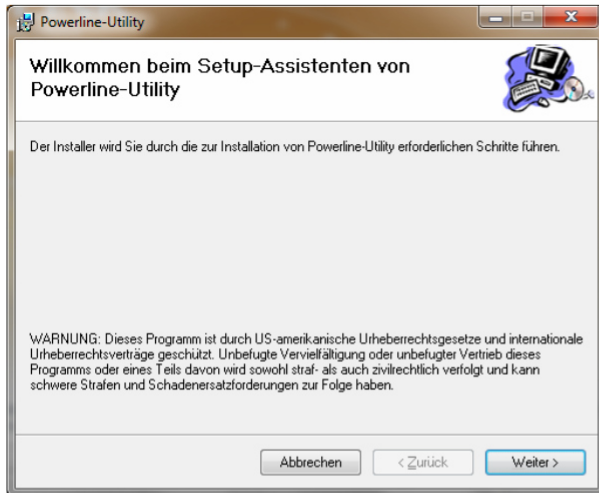 Powerline-Utility
Willkommen beim Setup-Assistenten von
Powerline-Utility
Der Installer wird Sie durch die zur Installation von Powerline-Utility erforderlichen Schritte führen.
WARNUNG: Dieses Programm ist durch US-amerikanische Urheberrechtsgesetze und internationale
Urheberrechtsverträge geschützt. Unbefugte Vervielfältigung oder unbefugter Vertrieb dieses
Programms oder eines Teils davon wird sowohl straf- als auch zivilrechtlich verfolgt und kann
schwere Strafen und Schadenersatzforderungen zur Folge haben.
Abbrechen
< Zurück
Weiter >